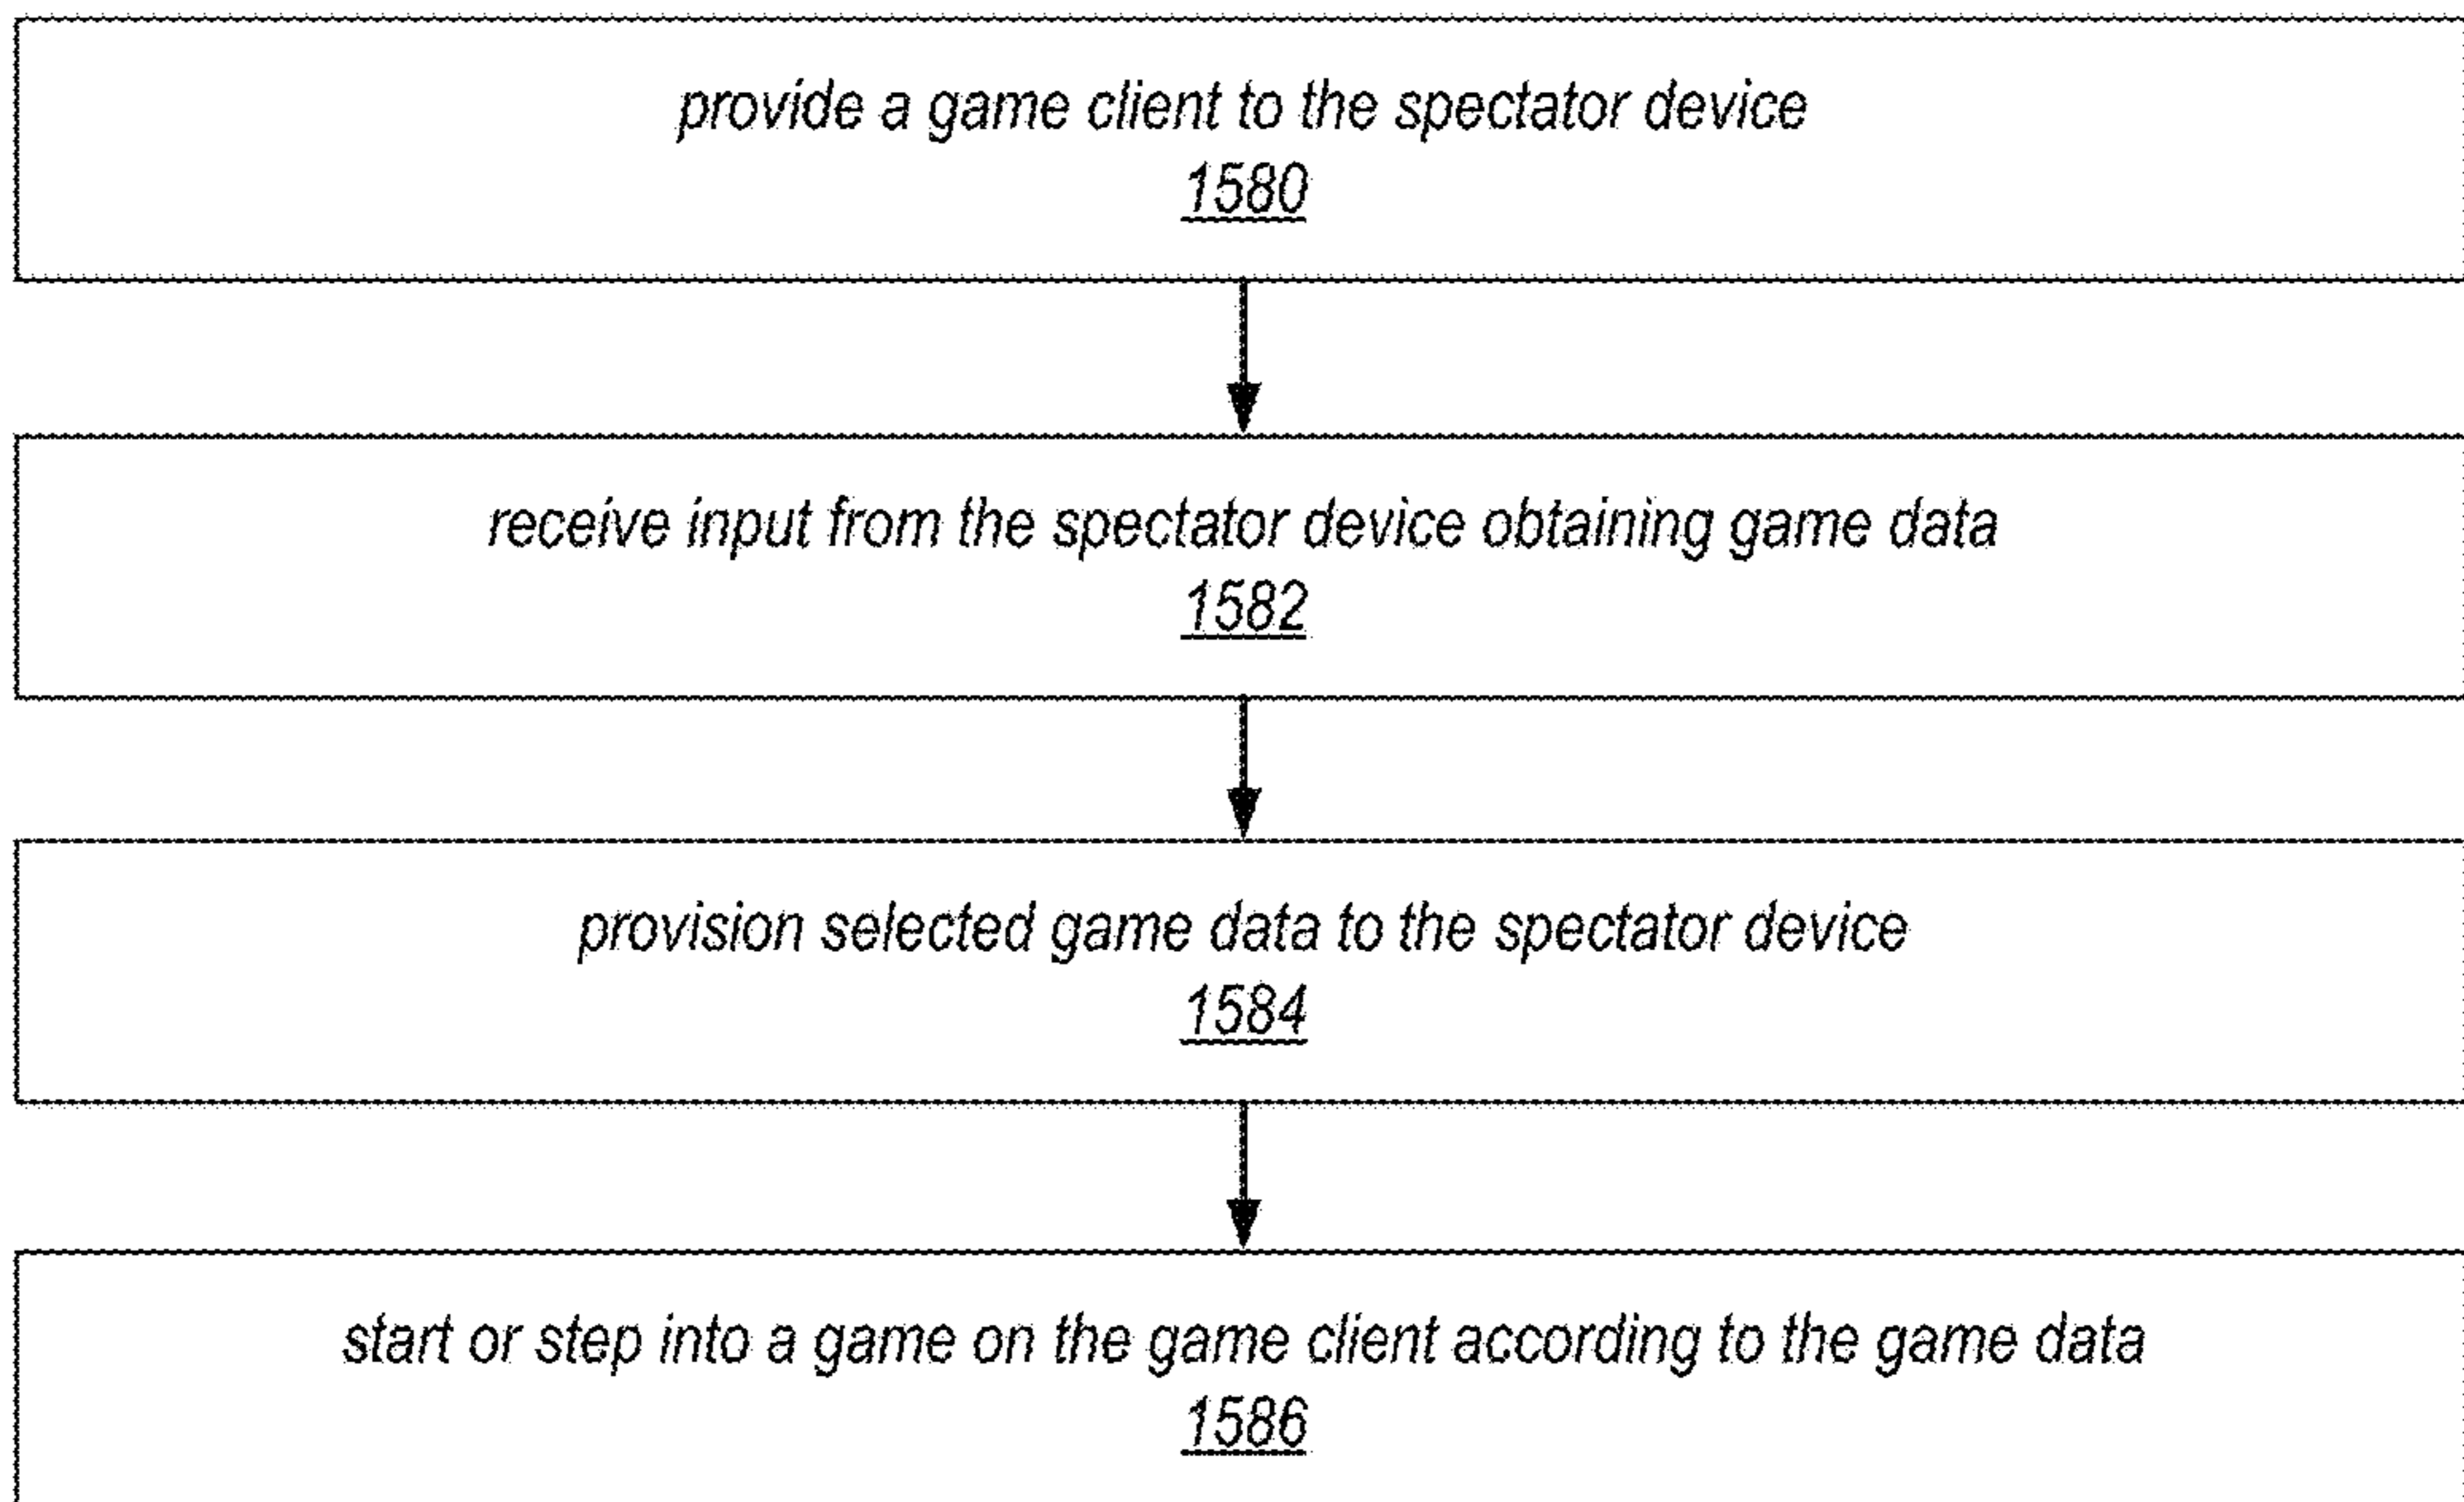 provide a game client to the spectator device
1580
receive input from the spectator device obtaining game data
1582
provision selected game data to the spectator device
1584
start or step into a game on the game client according to the game data
1586